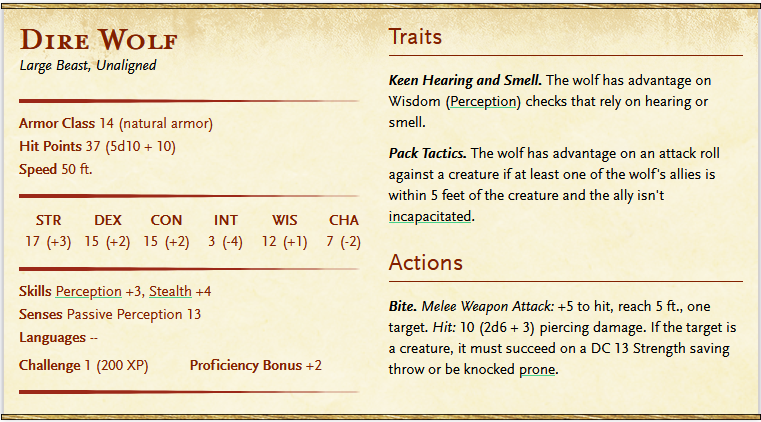 Dire Wolf
Large Beast, Unaligned
Armor Class 14 (natural armor)
Hit Points 37 (5d10 + 10)
Speed 50 ft.
STR DEX CON INT WIS CHA
17 (+3) 15 (+2) 15 (+2) 3 (-4) 12 (+1) 7 (-2)
Skills Perception +3, Stealth +4
Senses Passive Perception 13
Languages --
Challenge 1 (200 XP) Proficiency Bonus +2
Traits
Keen Hearing and Smell. The wolf has advantage on
Wisdom (Perception) checks that rely on hearing or
smell.
Pack Tactics. The wolf has advantage on an attack roll
against a creature if at least one of the wolf's allies is
within 5 feet of the creature and the ally isn't
incapacitated.
Actions
Bite. Melee Weapon Attack: +5 to hit, reach 5 ft., one
target. Hit: 10 (2d6 + 3) piercing damage. If the target is
a creature, it must succeed on a DC 13 Strength saving
throw or be knocked prone.